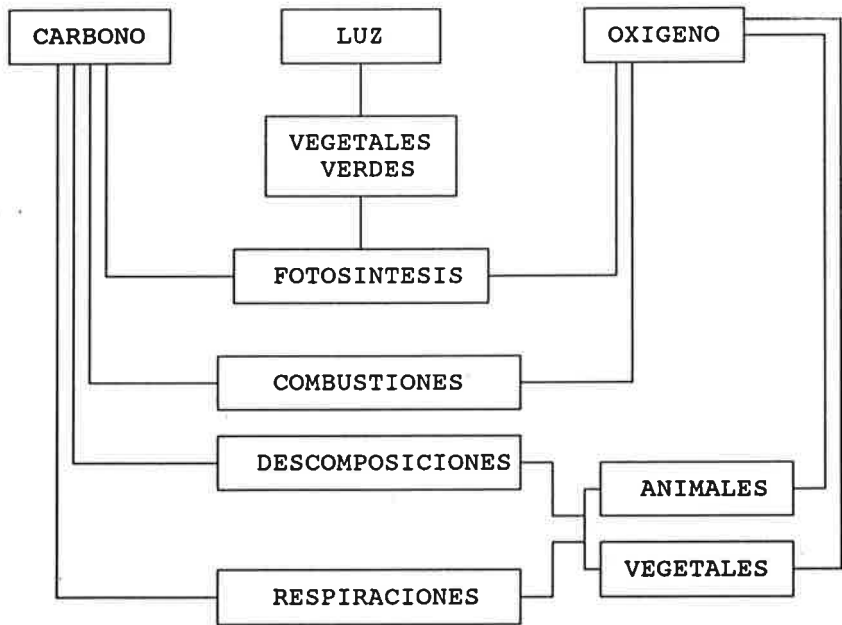 CARBONO
LUZ
OXIGENO
VEGETALES
VERDES
FOTOSINTESIS
COMBUSTIONES
DESCOMPOSICIONES
ANIMALES
VEGETALES
RESPIRACIONES